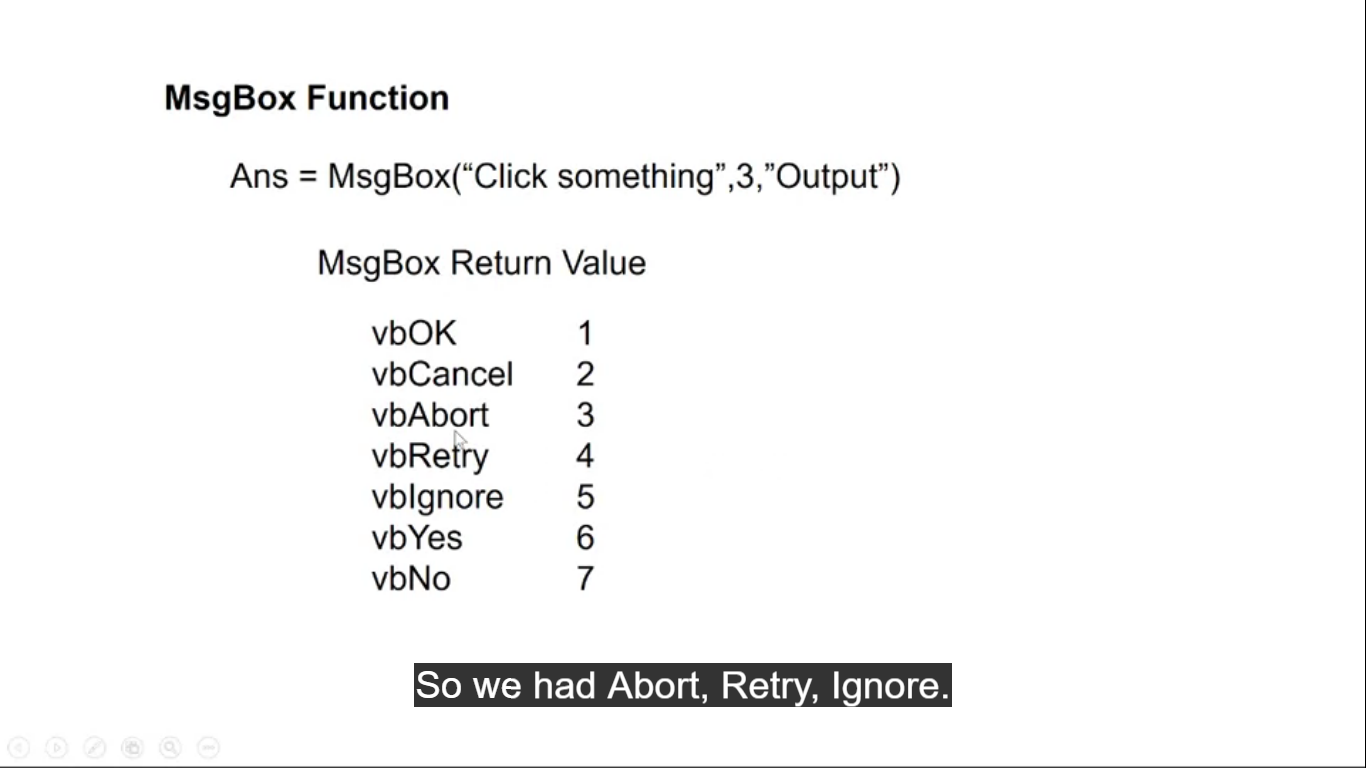 MsgBox Function
Ans = MsgBox(“Click something”,3,”Output”)
MsgBox Return Value
vbOK 1
vbCancel 2
vbAbort 3
vbRetry 4
vbIgnore 5
vbYes 6
vbNo 7
So we had Abort, Retry, Ignore.